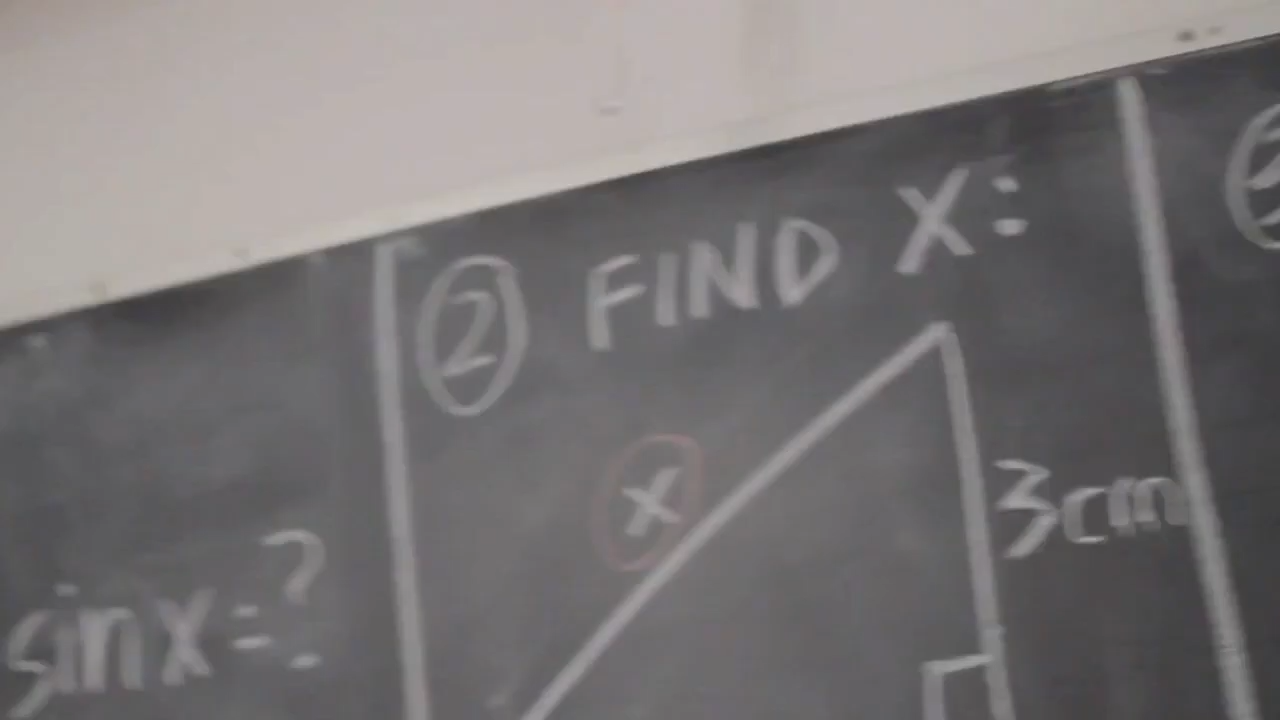 sinx=?
② FIND X:
x
3cm